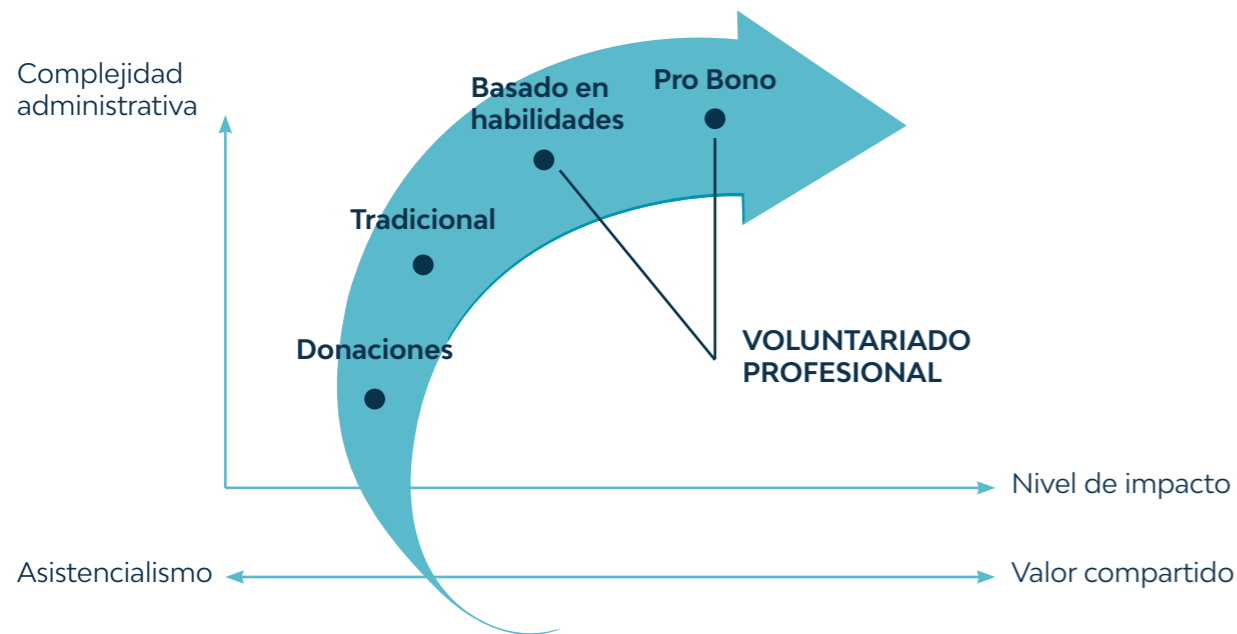 Complejidad
administrativa
Basado en
habilidades
Pro Bono
Tradicional
Donaciones
VOLUNTARIADO
PROFESIONAL
Nivel de impacto
Asistencialismo
Valor compartido